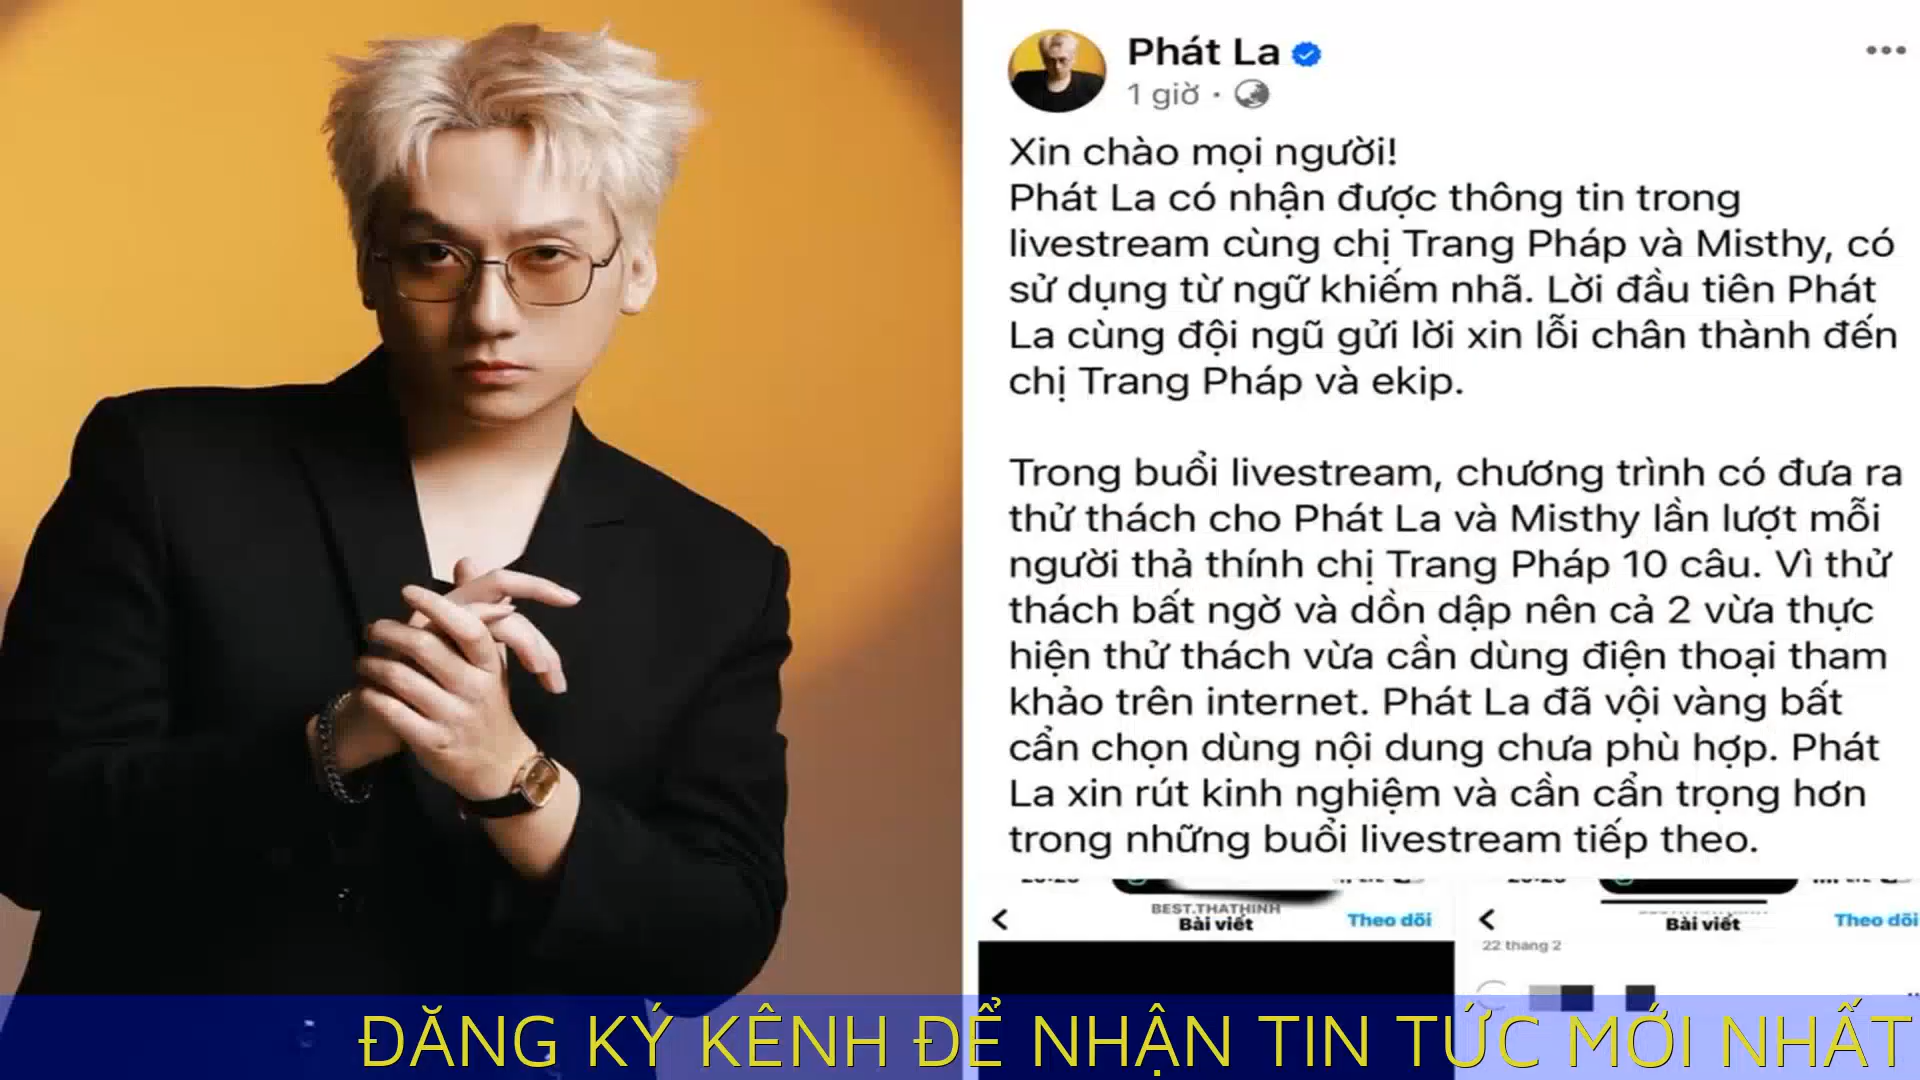 Phát La
1 giờ ·
Xin chào mọi người!
Phát La có nhận được thông tin trong
livestream cùng chị Trang Pháp và Misthy, có
sử dụng từ ngữ khiếm nhã. Lời đầu tiên Phát
La cùng đội ngũ gửi lời xin lỗi chân thành đến
chị Trang Pháp và ekip.
Trong buổi livestream, chương trình có đưa ra
thử thách cho Phát La và Misthy lần lượt mỗi
người thả thính chị Trang Pháp 10 câu. Vì thử
thách bất ngờ và dồn dập nên cả 2 vừa thực
hiện thử thách vừa cần dùng điện thoại tham
khảo trên internet. Phát La đã vội vàng bất
cẩn chọn dùng nội dung chưa phù hợp. Phát
La xin rút kinh nghiệm và cần cẩn trọng hơn
trong những buổi livestream tiếp theo.
BEST.THATHINH
Bài viết
Theo dõi
Bài viết
Theo dõi
22 tháng 2
ĐĂNG KÝ KÊNH ĐỂ NHẬN TIN TỨC MỚI NHẤT